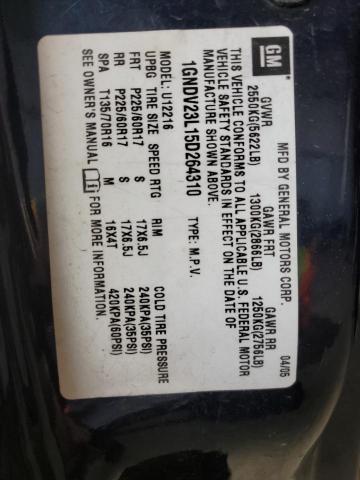 GM
MFD BY GENERAL MOTORS CORP. 04/05
GVWR GAWR FRT GAWR RR
2550KG(5622LB) 1300KG(2866LB) 1250KG(2756LB)
THIS VEHICLE CONFORMS TO ALL APPLICABLE U.S. FEDERAL MOTOR
VEHICLE SAFETY STANDARDS IN EFFECT ON THE DATE OF
MANUFACTURE SHOWN ABOVE.
1GNDV23L15D264310 TYPE: M.P.V.
MODEL: U12216
UPBG TIRE SIZE SPEED RTG RIM COLD TIRE PRESSURE
FRT P225/60R17 S 17X6.5J 240KPA(35PSI)
RR P225/60R17 S 17X6.5J 240KPA(35PSI)
SPA T135/70R16 M 16X4T 420KPA(60PSI)
SEE OWNER'S MANUAL FOR MORE INFORMATION.